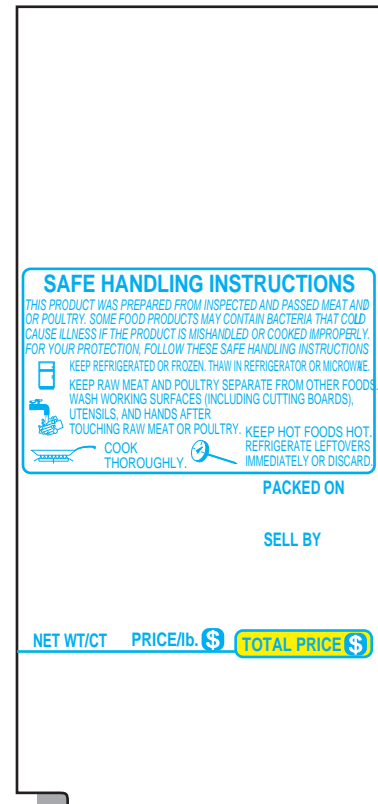 SAFE HANDLING INSTRUCTIONS
THIS PRODUCT WAS PREPARED FROM INSPECTED AND PASSED MEAT AND
OR POULTRY. SOME FOOD PRODUCTS MAY CONTAIN BACTERIA THAT COLD
CAUSE ILLNESS IF THE PRODUCT IS MISHANDLED OR COOKED IMPROPERLY.
FOR YOUR PROTECTION, FOLLOW THESE SAFE HANDLING INSTRUCTIONS
KEEP REFRIGERATED OR FROZEN. THAW IN REFRIGERATOR OR MICROWAVE.
KEEP RAW MEAT AND POULTRY SEPARATE FROM OTHER FOODS.
WASH WORKING SURFACES (INCLUDING CUTTING BOARDS),
UTENSILS, AND HANDS AFTER
TOUCHING RAW MEAT OR POULTRY.
COOK
THOROUGHLY.
KEEP HOT FOODS HOT.
REFRIGERATE LEFTOVERS
IMMEDIATELY OR DISCARD.
PACKED ON
SELL BY
NET WT/CT PRICE/lb. $ TOTAL PRICE $